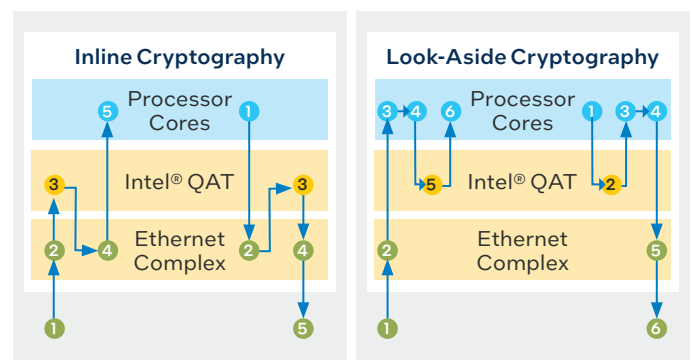 Inline Cryptography
Processor
Cores
5
1
Intel® QAT
3
3
Ethernet
Complex
2
4
2
4
1
5
Look-Aside Cryptography
Processor
Cores
3
4
6
1
3
4
Intel® QAT
5
2
Ethernet
Complex
2
5
1
6